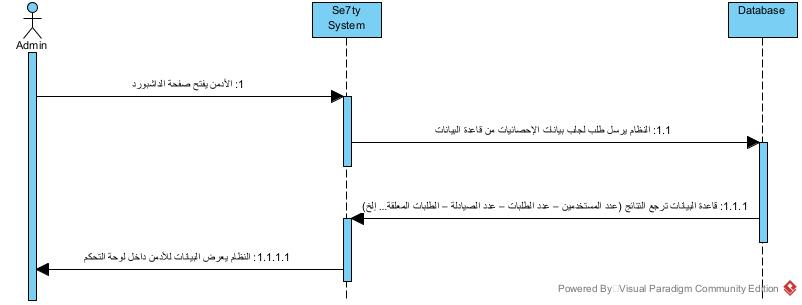 Se7ty
System
Database
Admin
1: الأدمن يفتح صفحة الداشبورد
1.1: النظام يرسل طلب لجلب بيانات الإحصائيات من قاعدة البيانات
1.1.1: قاعدة البيانات ترجع النتائج (عدد المستخدمين – عدد الطلبات – عدد الصيادلة – الطلبات المعلقة... إلخ)
1.1.1.1: النظام يعرض البيانات للأدمن داخل لوحة التحكم
Powered By Visual Paradigm Community Edition